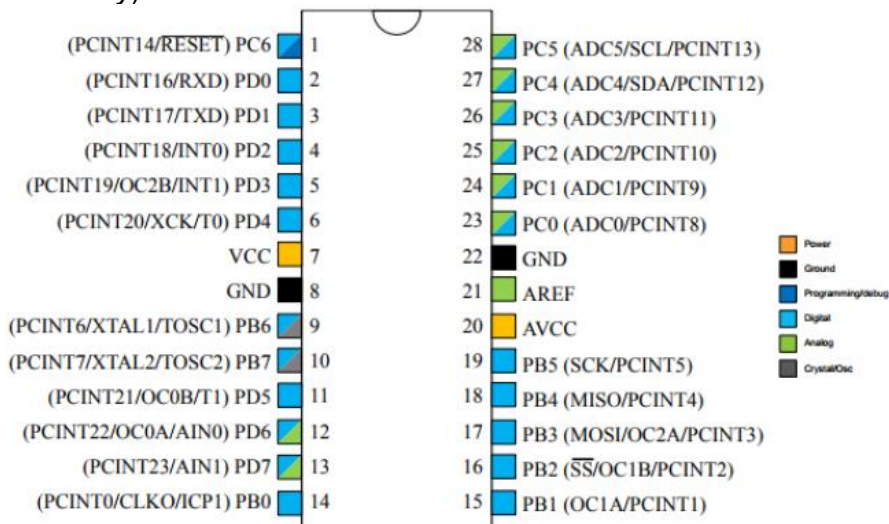 (PCINT14/RESET) PC6 1
(PCINT16/RXD) PD0 2
(PCINT17/TXD) PD1 3
(PCINT18/INT0) PD2 4
(PCINT19/OC2B/INT1) PD3 5
(PCINT20/XCK/T0) PD4 6
VCC 7
GND 8
(PCINT6/XTAL1/TOSC1) PB6 9
(PCINT7/XTAL2/TOSC2) PB7 10
(PCINT21/OC0B/T1) PD5 11
(PCINT22/OC0A/AIN0) PD6 12
(PCINT23/AIN1) PD7 13
(PCINT0/CLKO/ICP1) PB0 14
28 PC5 (ADC5/SCL/PCINT13)
27 PC4 (ADC4/SDA/PCINT12)
26 PC3 (ADC3/PCINT11)
25 PC2 (ADC2/PCINT10)
24 PC1 (ADC1/PCINT9)
23 PC0 (ADC0/PCINT8)
22 GND
21 AREF
20 AVCC
19 PB5 (SCK/PCINT5)
18 PB4 (MISO/PCINT4)
17 PB3 (MOSI/OC2A/PCINT3)
16 PB2 (SS/OC1B/PCINT2)
15 PB1 (OC1A/PCINT1)
Power
Ground
Programming/debug
Digital
Analog
Crystal/Osc